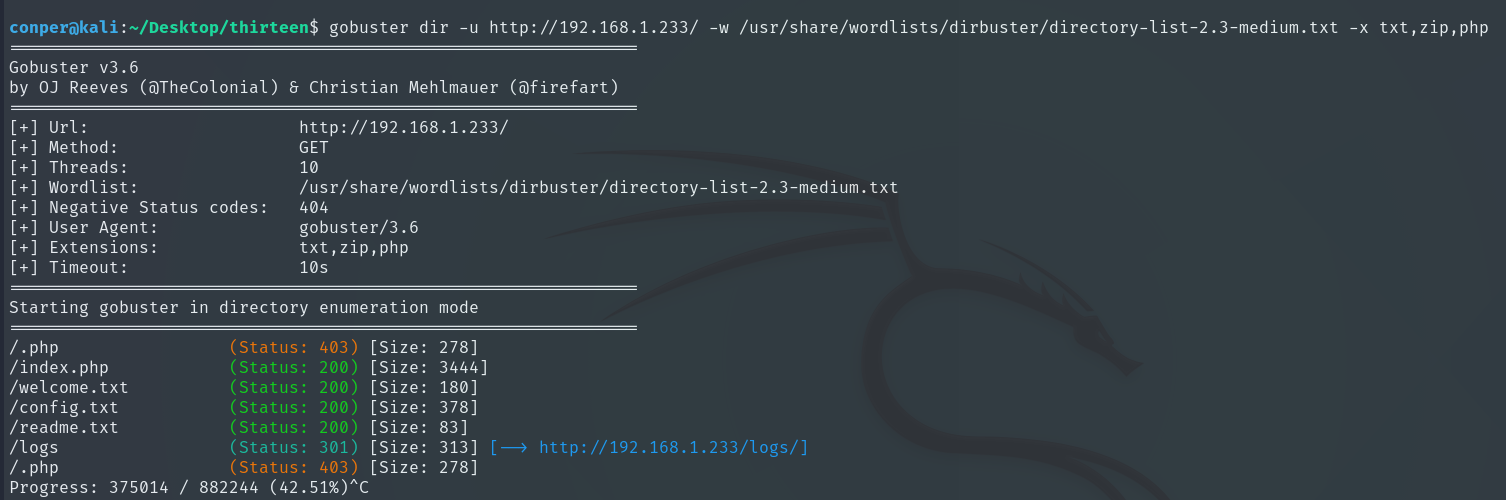 conper@kali:~/Desktop/thirteen$ gobuster dir -u http://192.168.1.233/ -w /usr/share/wordlists/dirbuster/directory-list-2.3-medium.txt -x txt,zip,php
===============================================================
Gobuster v3.6
by OJ Reeves (@TheColonial) & Christian Mehlmauer (@firefart)
===============================================================
[+] Url:                     http://192.168.1.233/
[+] Method:                  GET
[+] Threads:                 10
[+] Wordlist:                /usr/share/wordlists/dirbuster/directory-list-2.3-medium.txt
[+] Negative Status codes:   404
[+] User Agent:              gobuster/3.6
[+] Extensions:              txt,zip,php
[+] Timeout:                 10s
===============================================================
Starting gobuster in directory enumeration mode
===============================================================
/.php                 (Status: 403) [Size: 278]
/index.php            (Status: 200) [Size: 3444]
/welcome.txt          (Status: 200) [Size: 180]
/config.txt           (Status: 200) [Size: 378]
/readme.txt           (Status: 200) [Size: 83]
/logs                 (Status: 301) [Size: 313] [--> http://192.168.1.233/logs/]
/.php                 (Status: 403) [Size: 278]
Progress: 375014 / 882244 (42.51%)^C